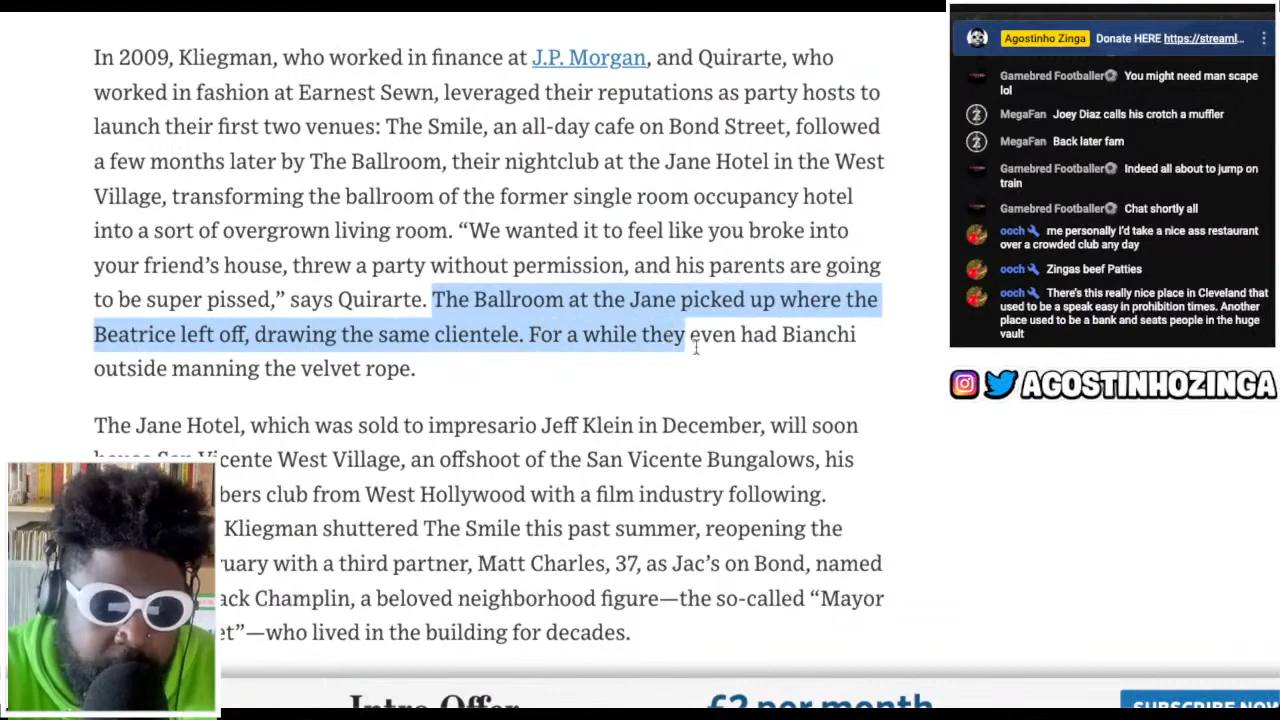 In 2009, Kliegman, who worked in finance at J.P. Morgan, and Quirarte, who
worked in fashion at Earnest Sewn, leveraged their reputations as party hosts to
launch their first two venues: The Smile, an all-day cafe on Bond Street, followed
a few months later by The Ballroom, their nightclub at the Jane Hotel in the West
Village, transforming the ballroom of the former single room occupancy hotel
into a sort of overgrown living room. “We wanted it to feel like you broke into
your friend’s house, threw a party without permission, and his parents are going
to be super pissed,” says Quirarte. The Ballroom at the Jane picked up where the
Beatrice left off, drawing the same clientele. For a while they even had Bianchi
outside manning the velvet rope.
The Jane Hotel, which was sold to impresario Jeff Klein in December, will soon
San Vicente West Village, an offshoot of the San Vicente Bungalows, his
bers club from West Hollywood with a film industry following.
Kliegman shuttered The Smile this past summer, reopening the
ruary with a third partner, Matt Charles, 37, as Jac’s on Bond, named
ack Champlin, a beloved neighborhood figure—the so-called “Mayor
et”—who lived in the building for decades.
Intro Offer
£2 per month
SUBSCRIBE NOW
Agostinho Zinga Donate HERE https://streaml...
Gamebred Footballer You might need man scape
lol
MegaFan Joey Diaz calls his crotch a muffler
MegaFan Back later fam
Gamebred Footballer Indeed all about to jump on
train
Gamebred Footballer Chat shortly all
ooch me personally I’d take a nice ass restaurant
over a crowded club any day
ooch Zingas beef Patties
ooch There’s this really nice place in Cleveland that
used to be a speak easy in prohibition times. Another
place used to be a bank and seats people in the huge
vault
AGOSTINHOZINGA